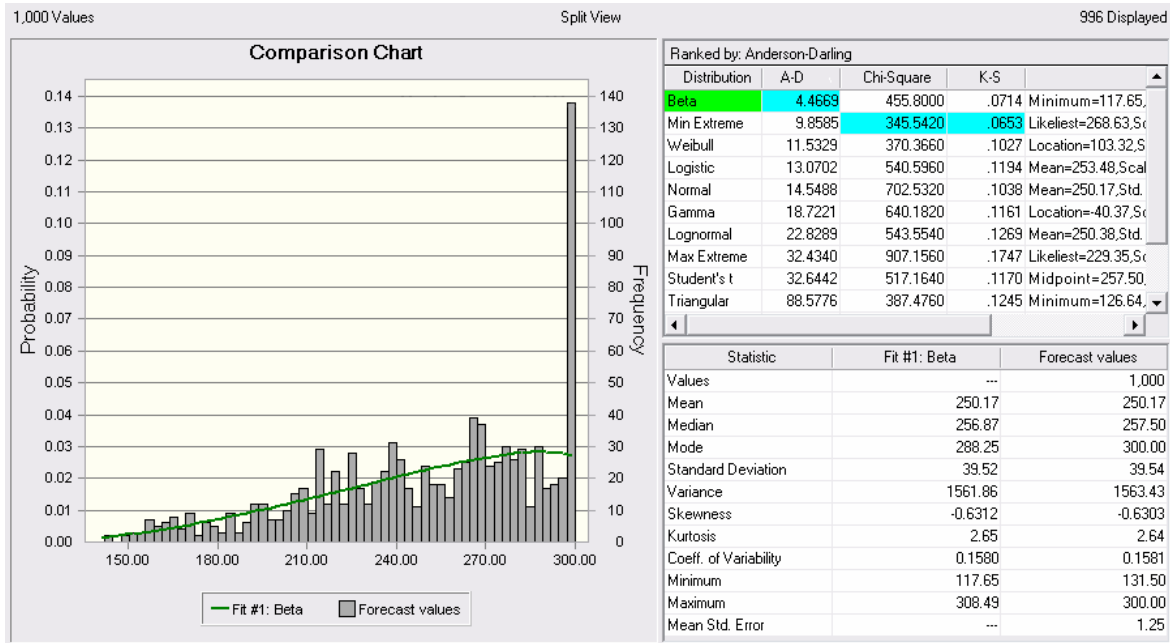 1,000 Values Split View 996 Displayed
Comparison Chart
Probability
0.14
0.13
0.12
0.11
0.10
0.09
0.08
0.07
0.06
0.05
0.04
0.03
0.02
0.01
0.00
140
130
120
110
100
90
80
70
60
50
40
30
20
10
0
Frequency
150.00 180.00 210.00 240.00 270.00 300.00
Fit #1: Beta Forecast values
Ranked by: Anderson-Darling
Distribution A-D Chi-Square K-S
Beta 4.4669 455.8000 .0714 Minimum=117.65,
Min Extreme 9.8585 345.5420 .0653 Likeliest=268.63,Sc
Weibull 11.5329 370.3660 .1027 Location=103.32,S
Logistic 13.0702 540.5960 .1194 Mean=253.48,Scal
Normal 14.5488 702.5320 .1038 Mean=250.17,Std.
Gamma 18.7221 640.1820 .1161 Location=-40.37,Sc
Lognormal 22.8289 543.5540 .1269 Mean=250.38,Std.
Max Extreme 32.4340 907.1560 .1747 Likeliest=229.35,Sc
Student's t 32.6442 517.1640 .1170 Midpoint=257.50,
Triangular 88.5776 387.4760 .1245 Minimum=126.64,
Statistic Fit #1: Beta Forecast values
Values --- 1,000
Mean 250.17 250.17
Median 256.87 257.50
Mode 288.25 300.00
Standard Deviation 39.52 39.54
Variance 1561.86 1563.43
Skewness -0.6312 -0.6303
Kurtosis 2.65 2.64
Coeff. of Variability 0.1580 0.1581
Minimum 117.65 131.50
Maximum 308.49 300.00
Mean Std. Error --- 1.25